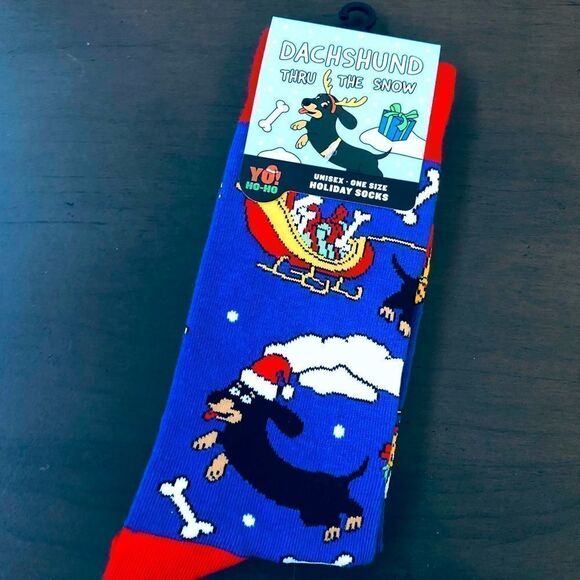 DACHSHUND
THRU THE SNOW
YO!
HO-HO
UNISEX · ONE SIZE
HOLIDAY SOCKS